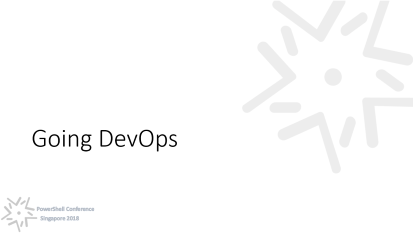 Going DevOps
PowerShell Conference
Singapore 2018